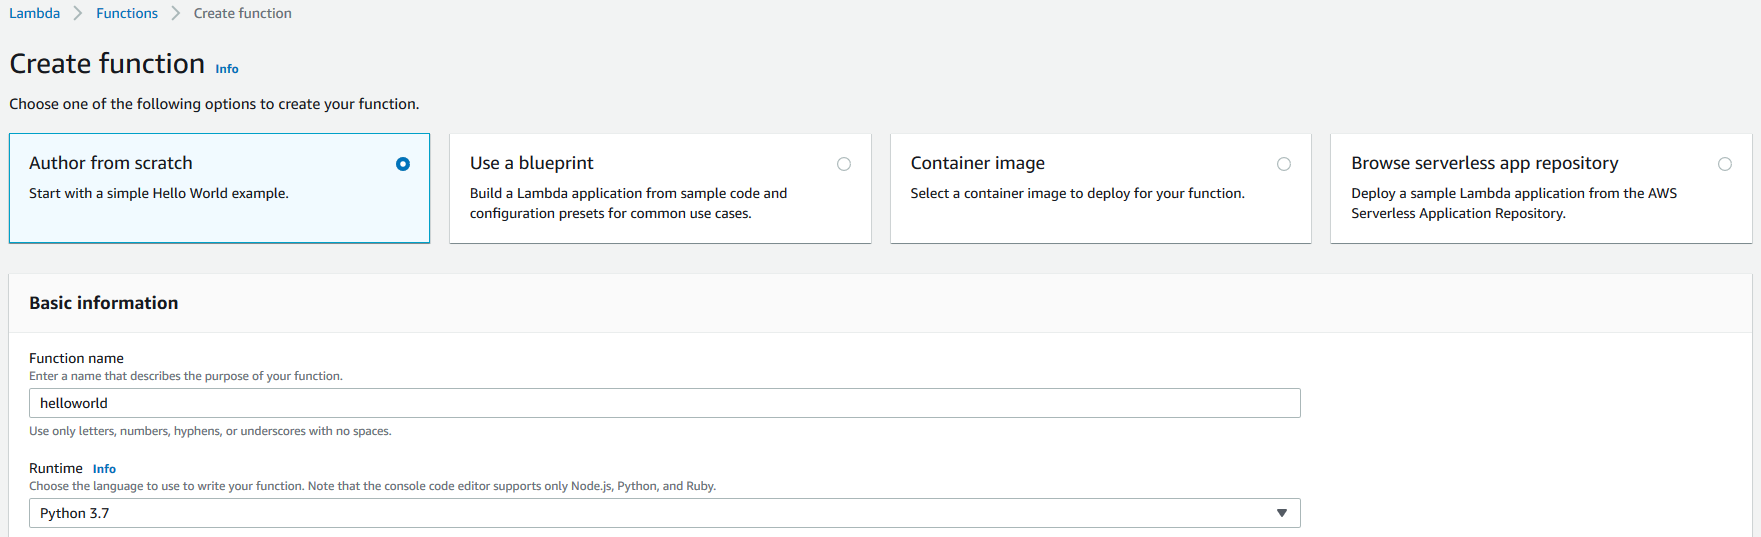 Lambda > Functions > Create function
Create function Info
Choose one of the following options to create your function.
Author from scratch
Start with a simple Hello World example.
Use a blueprint
Build a Lambda application from sample code and
configuration presets for common use cases.
Container image
Select a container image to deploy for your function.
Browse serverless app repository
Deploy a sample Lambda application from the AWS
Serverless Application Repository.
Basic information
Function name
Enter a name that describes the purpose of your function.
helloworld
Use only letters, numbers, hyphens, or underscores with no spaces.
Runtime Info
Choose the language to use to write your function. Note that the console code editor supports only Node.js, Python, and Ruby.
Python 3.7